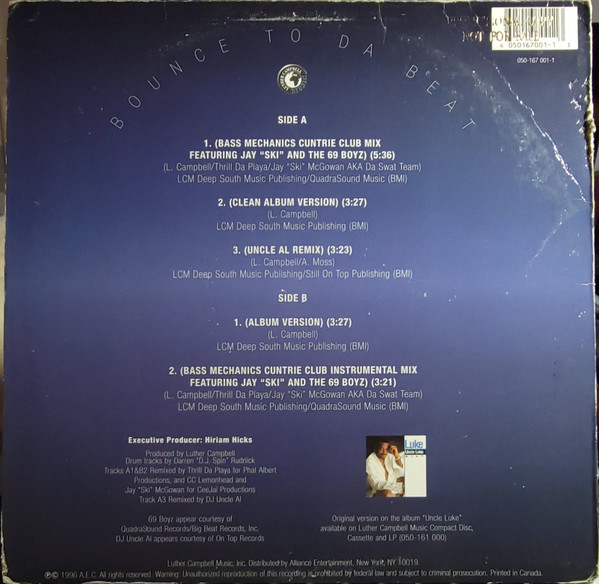 NOT FOR SALE
6 050167001-1 8
050-167 001-1
BOUNCE TO DA BEAT
LUTHER CAMPBELL
SIDE A
1. (BASS MECHANICS CUNTRIE CLUB MIX
FEATURING JAY “SKI” AND THE 69 BOYZ) (5:36)
(L. Campbell/Thrill Da Playa/Jay "Ski" McGowan AKA Da Swat Team)
LCM Deep South Music Publishing/QuadraSound Music (BMI)
2. (CLEAN ALBUM VERSION) (3:27)
(L. Campbell)
LCM Deep South Music Publishing (BMI)
3. (UNCLE AL REMIX) (3:23)
(L. Campbell/A. Moss)
LCM Deep South Music Publishing/Still On Top Publishing (BMI)
SIDE B
1. (ALBUM VERSION) (3:27)
(L. Campbell)
LCM Deep South Music Publishing (BMI)
2. (BASS MECHANICS CUNTRIE CLUB INSTRUMENTAL MIX
FEATURING JAY “SKI” AND THE 69 BOYZ) (3:21)
(L. Campbell/Thrill Da Playa/Jay "Ski" McGowan AKA Da Swat Team)
LCM Deep South Music Publishing/QuadraSound Music (BMI)
Executive Producer: Hiriam Hicks
Produced by Luther Campbell
Drum tracks by Darren "D.J. Spin" Rudnick
Tracks A1&B2 Remixed by Thrill Da Playa for Phat Albert
Productions, and CC Lemonhead and
Jay "Ski" McGowan for CeeJai Productions
Track A3 Remixed by DJ Uncle Al
69 Boyz appear courtesy of
QuadraSound Records/Big Beat Records, Inc.
DJ Uncle Al appears courtesy of On Top Records
Luke
Uncle Luke
Original version on the album "Uncle Luke"
available on Luther Campbell Music Compact Disc,
Cassette and LP (050-161 000)
Luther Campbell Music, Inc. Distributed by Alliance Entertainment, New York, NY 10019.
℗© 1996 A.E.C. All rights reserved. Warning: Unauthorized reproduction of this recording is prohibited by federal law and subject to criminal prosecution. Printed in Canada.